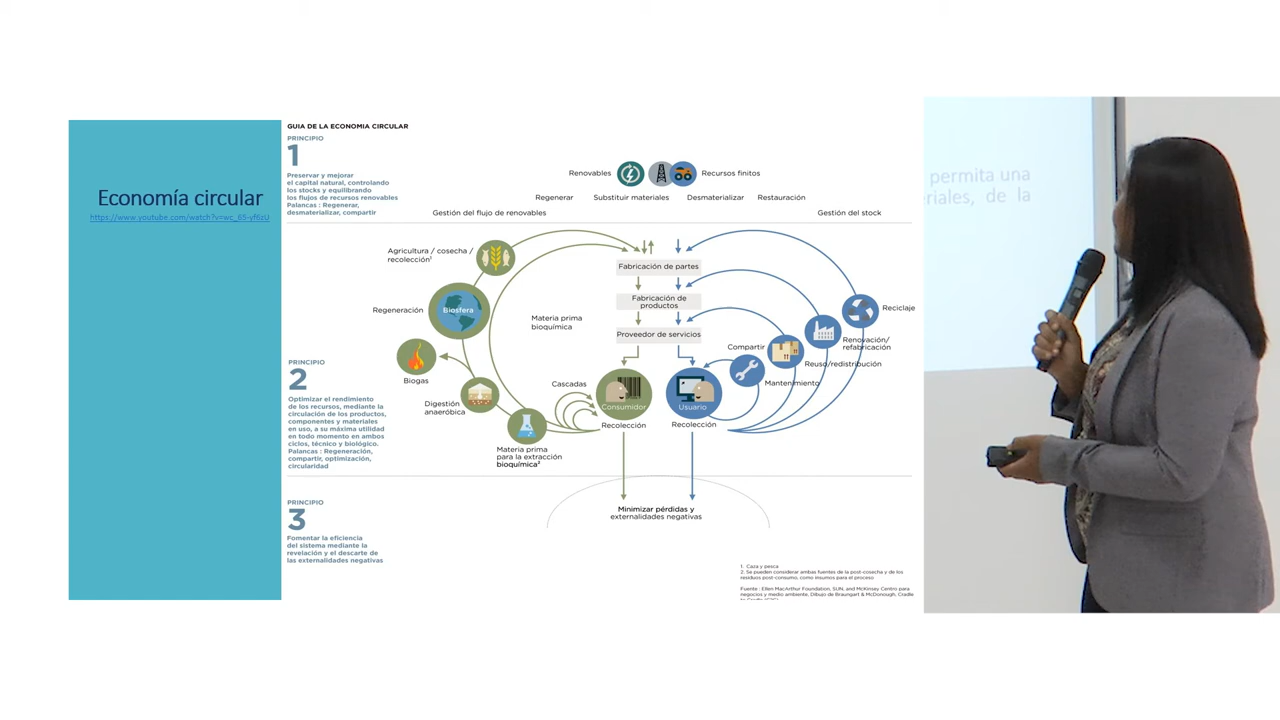 Economía circular
https://www.youtube.com/watch?v=wc_65-yf6zU
GUIA DE LA ECONOMIA CIRCULAR
PRINCIPIO
1
Preservar y mejorar
el capital natural, controlando
los stocks y equilibrando
los flujos de recursos renovables
Palancas : Regenerar,
desmaterializar, compartir
Renovables
Recursos finitos
Regenerar
Substituir materiales
Desmaterializar
Restauración
Gestión del flujo de renovables
Gestión del stock
Agricultura / cosecha /
recolección¹
Regeneración
Biosfera
Biogas
Digestión
anaeróbica
Materia prima
para la extracción
bioquímica²
Materia prima
bioquímica
Cascadas
Fabricación de partes
Fabricación de
productos
Proveedor de servicios
Consumidor
Recolección
Usuario
Recolección
Compartir
Mantenimiento
Reuso/redistribución
Renovación/
refabricación
Reciclaje
PRINCIPIO
2
Optimizar el rendimiento
de los recursos, mediante la
circulación de los productos,
componentes y materiales
en uso, a su máxima utilidad
en todo momento en ambos
ciclos, técnico y biológico.
Palancas : Regeneración,
compartir, optimización,
circularidad
PRINCIPIO
3
Fomentar la eficiencia
del sistema mediante la
revelación y el descarte de
las externalidades negativas
Minimizar pérdidas y
externalidades negativas
1. Caza y pesca
2. Se pueden considerar ambas fuentes de la post-cosecha y de los
residuos post-consumo, como insumos para el proceso
Fuente : Ellen MacArthur Foundation, SUN, and McKinsey Centro para
negocios y medio ambiente, Dibujo de Braungart & McDonough, Cradle
permita una
riales, de la